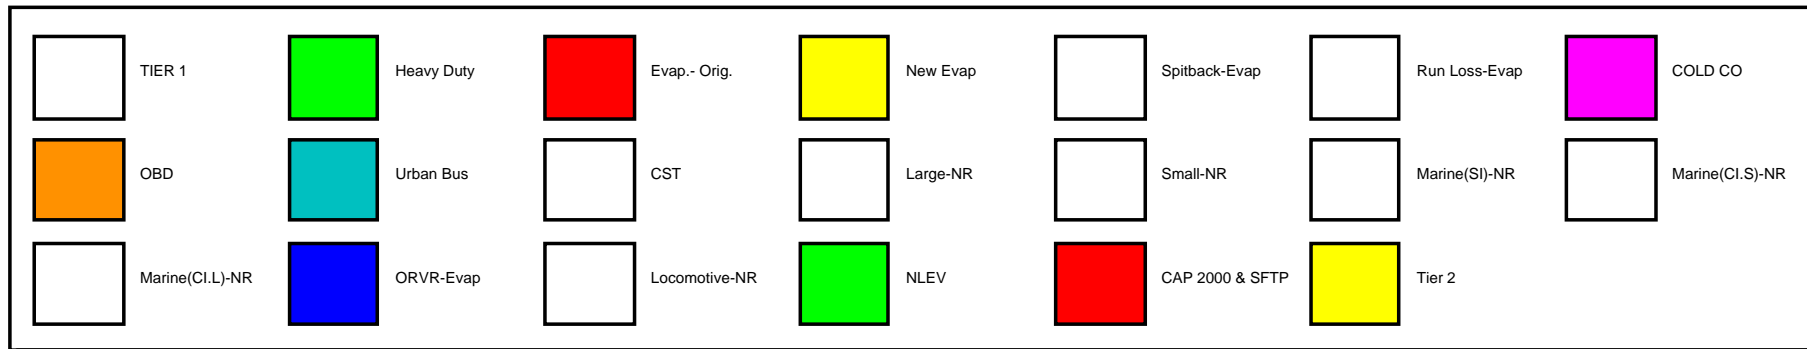 TIER 1
Heavy Duty
Evap.- Orig.
New Evap
Spitback-Evap
Run Loss-Evap
COLD CO
OBD
Urban Bus
CST
Large-NR
Small-NR
Marine(SI)-NR
Marine(CI.S)-NR
Marine(CI.L)-NR
ORVR-Evap
Locomotive-NR
NLEV
CAP 2000 & SFTP
Tier 2